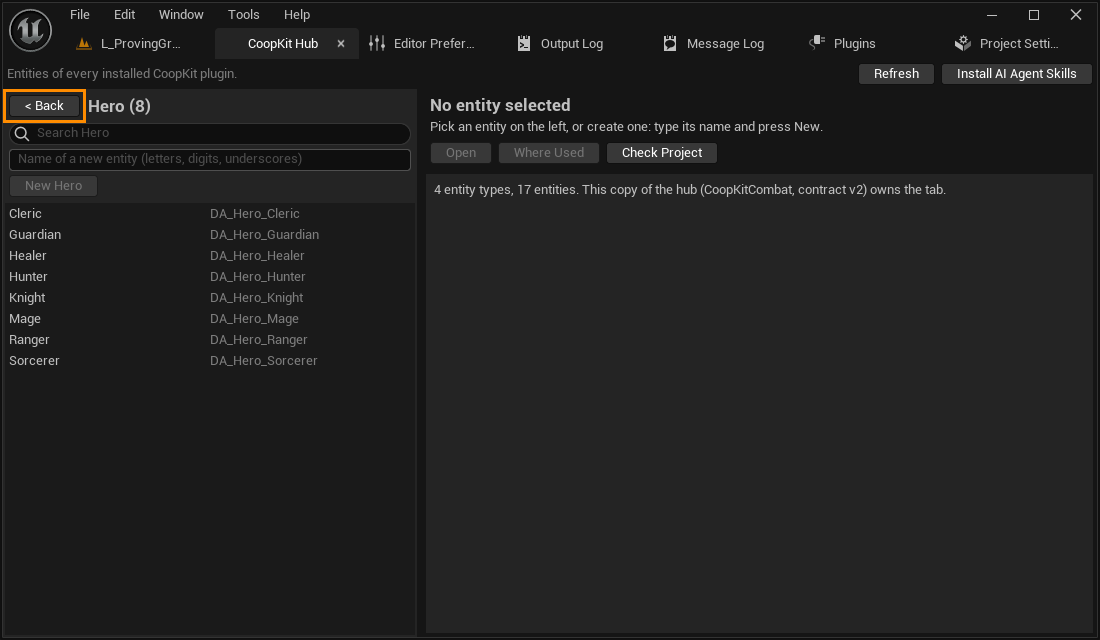 File Edit Window Tools Help
L_ProvingGr...
CoopKit Hub
Editor Prefer...
Output Log
Message Log
Plugins
Project Setti...
Entities of every installed CoopKit plugin.
Refresh
Install AI Agent Skills
< Back
Hero (8)
Search Hero
Name of a new entity (letters, digits, underscores)
New Hero
Cleric DA_Hero_Cleric
Guardian DA_Hero_Guardian
Healer DA_Hero_Healer
Hunter DA_Hero_Hunter
Knight DA_Hero_Knight
Mage DA_Hero_Mage
Ranger DA_Hero_Ranger
Sorcerer DA_Hero_Sorcerer
No entity selected
Pick an entity on the left, or create one: type its name and press New.
Open
Where Used
Check Project
4 entity types, 17 entities. This copy of the hub (CoopKitCombat, contract v2) owns the tab.